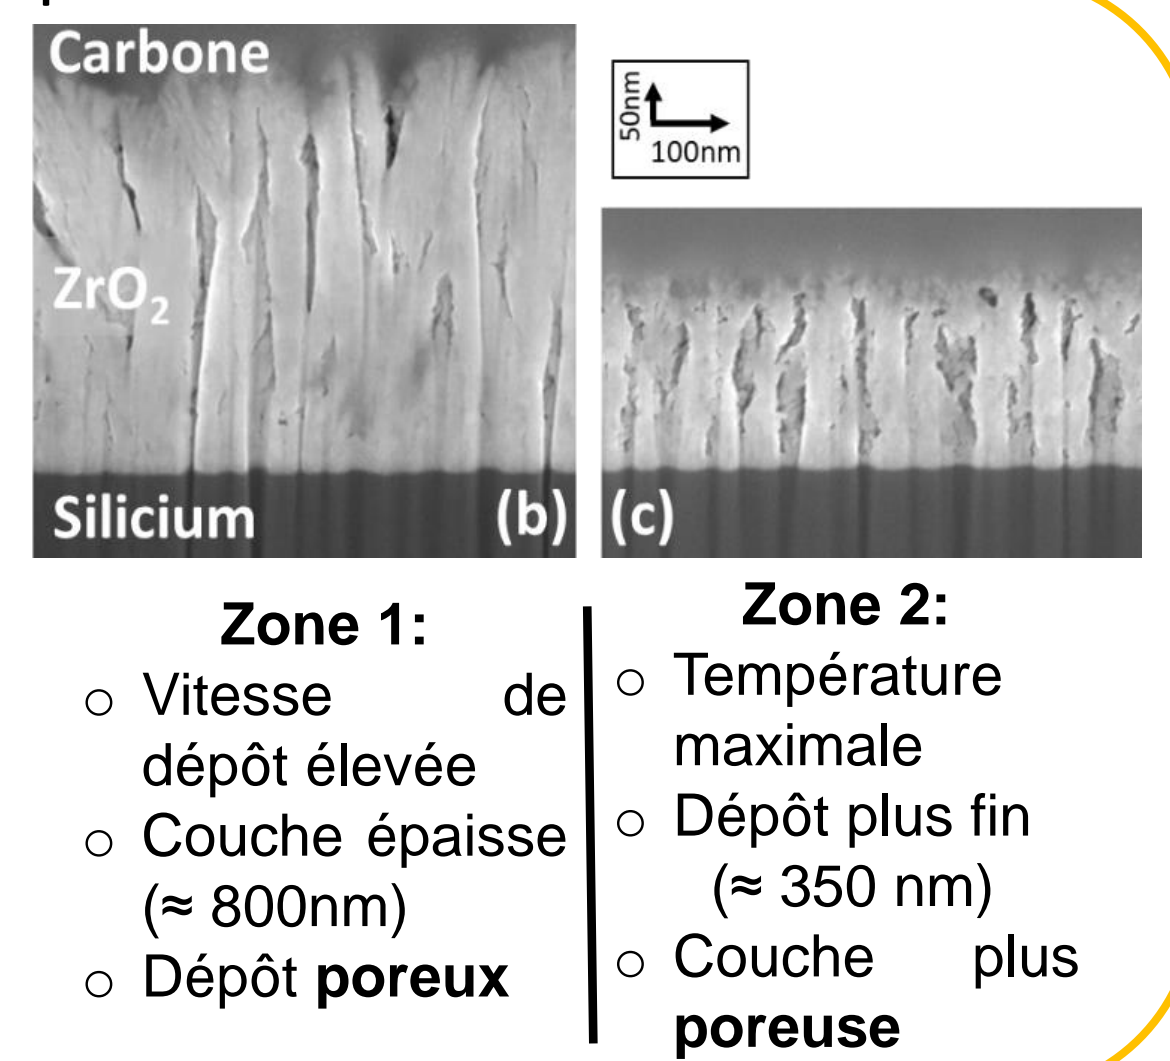 Carbone
ZrO₂
Silicium
(b)
50nm
100nm
(c)
Zone 1:
○ Vitesse de
dépôt élevée
○ Couche épaisse
(≈ 800nm)
○ Dépôt poreux
Zone 2:
○ Température
maximale
○ Dépôt plus fin
(≈ 350 nm)
○ Couche plus
poreuse